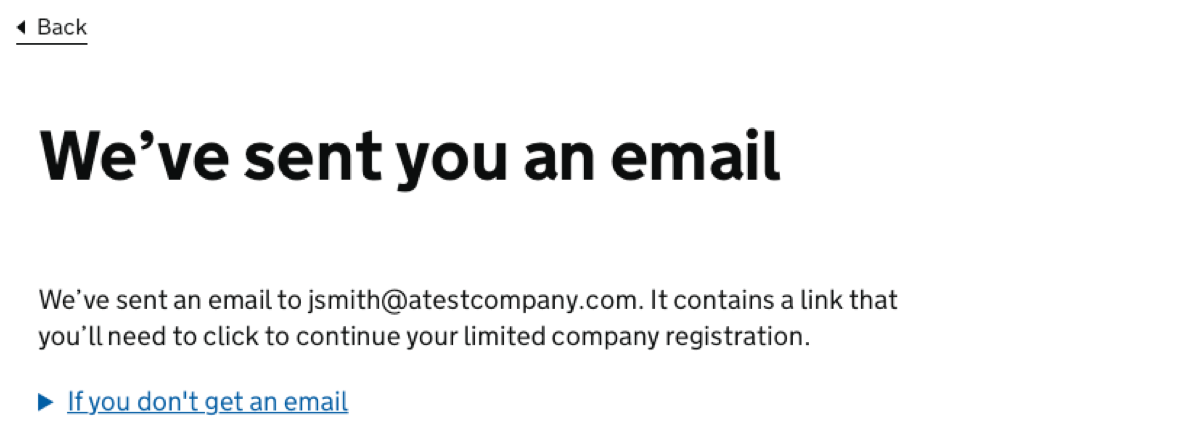 Back
We’ve sent you an email
We’ve sent an email to jsmith@atestcompany.com. It contains a link that
you’ll need to click to continue your limited company registration.
If you don't get an email